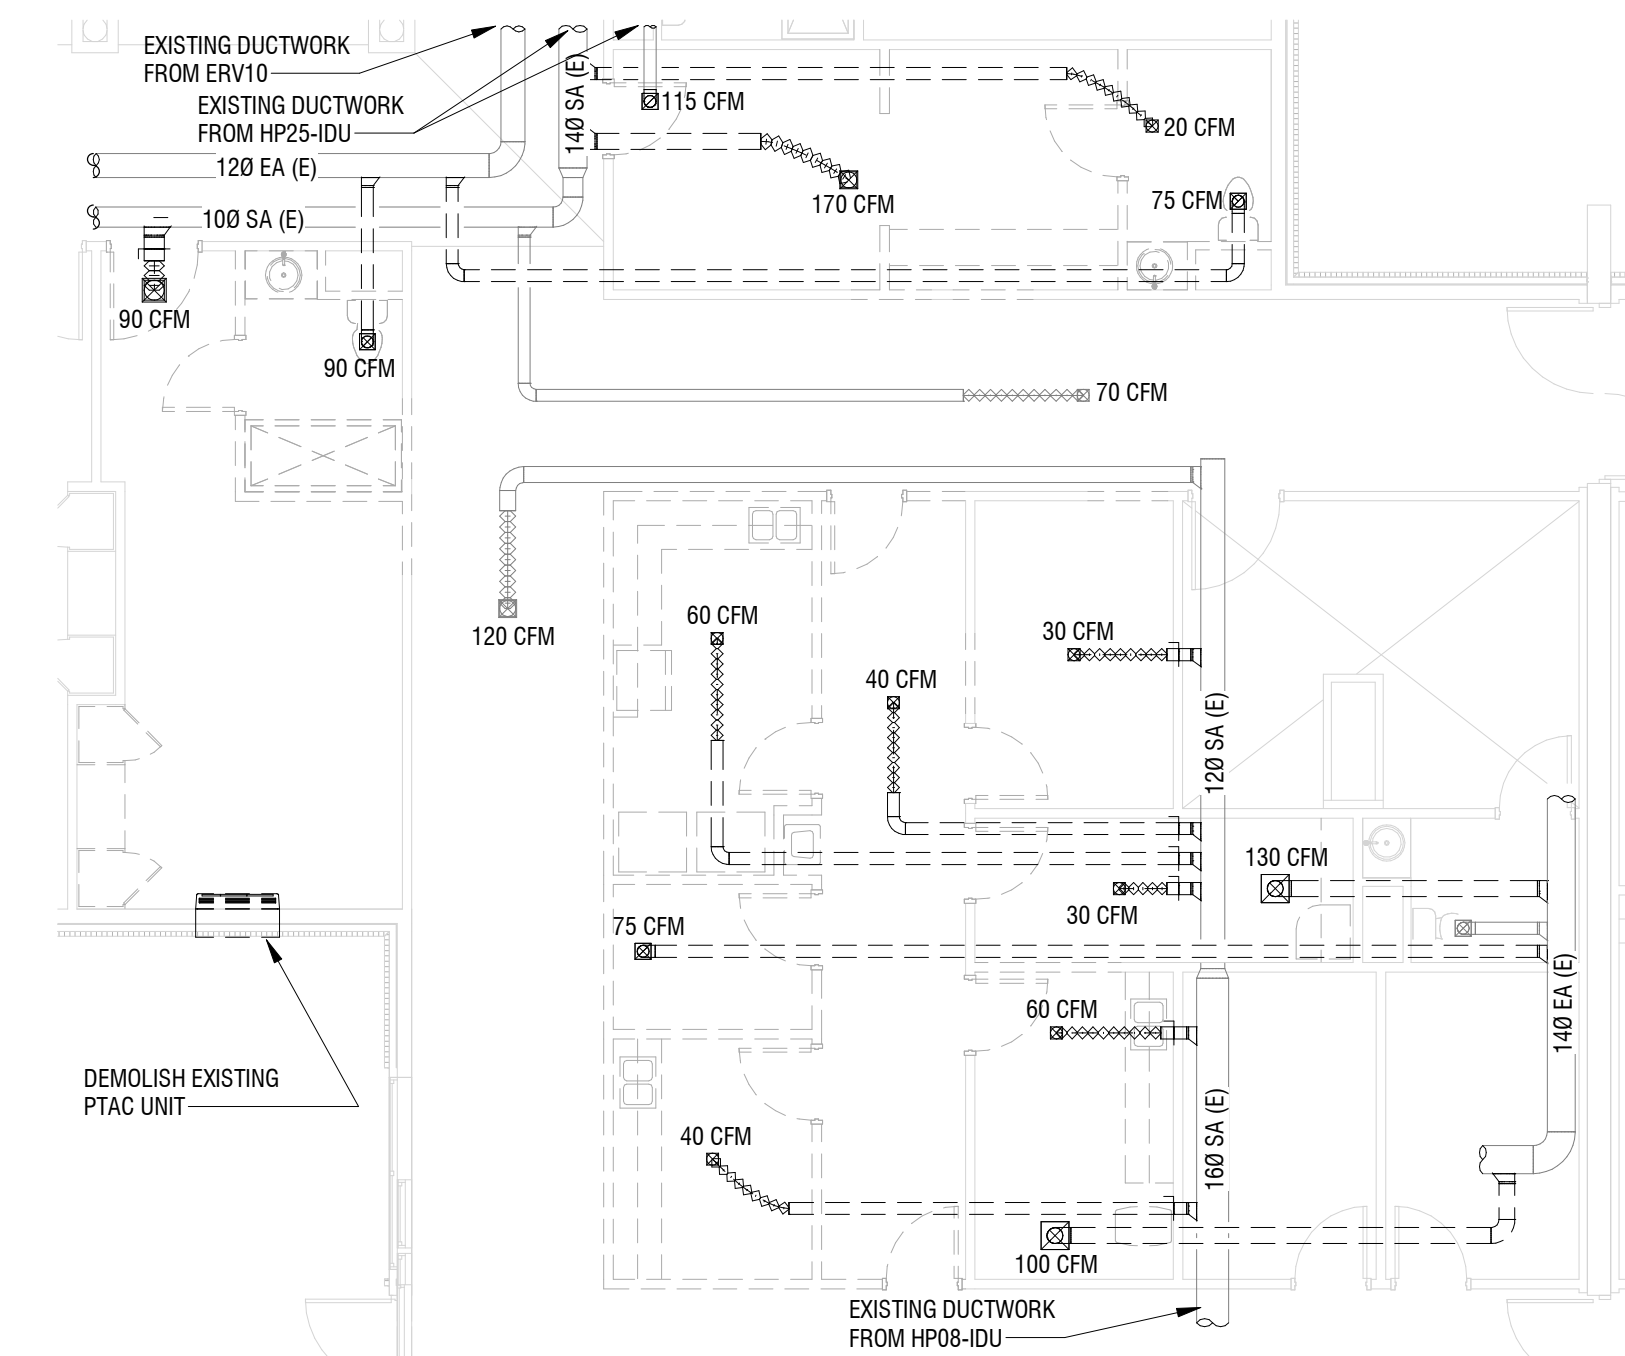 EXISTING DUCTWORK
FROM ERV10
EXISTING DUCTWORK
FROM HP25-IDU
14Ø SA (E)
115 CFM
20 CFM
12Ø EA (E)
170 CFM
75 CFM
10Ø SA (E)
90 CFM
90 CFM
70 CFM
120 CFM
60 CFM
30 CFM
40 CFM
12Ø SA (E)
130 CFM
30 CFM
75 CFM
14Ø EA (E)
60 CFM
DEMOLISH EXISTING
PTAC UNIT
16Ø SA (E)
40 CFM
100 CFM
EXISTING DUCTWORK
FROM HP08-IDU